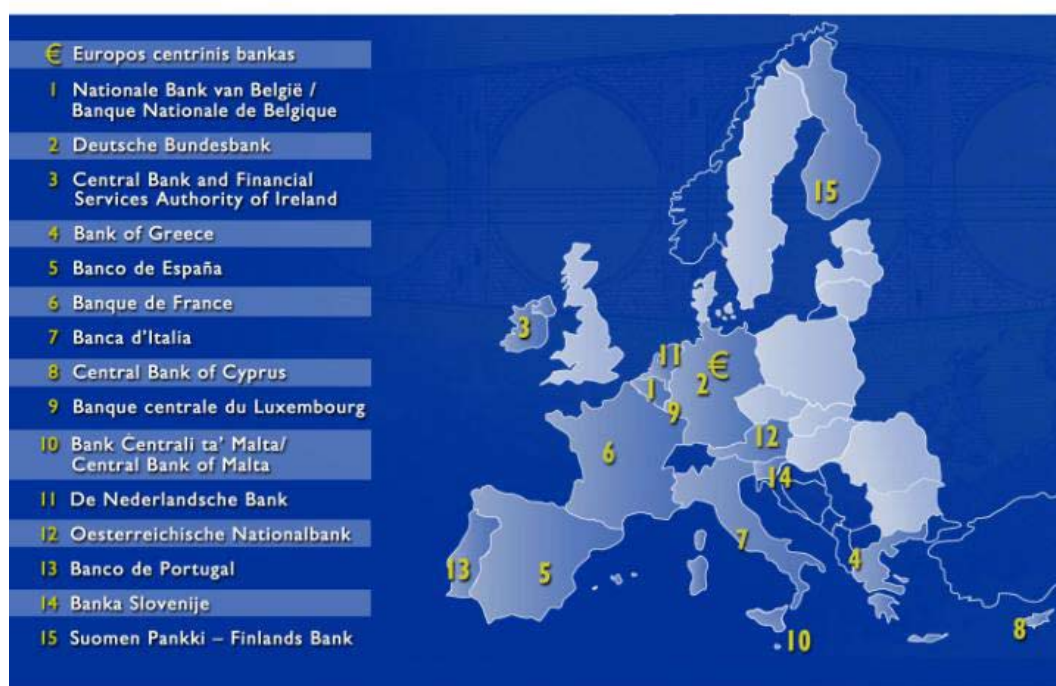 € Europos centrinis bankas
1 Nationale Bank van België /
Banque Nationale de Belgique
2 Deutsche Bundesbank
3 Central Bank and Financial
Services Authority of Ireland
4 Bank of Greece
5 Banco de España
6 Banque de France
7 Banca d'Italia
8 Central Bank of Cyprus
9 Banque centrale du Luxembourg
10 Bank Ċentrali ta' Malta/
Central Bank of Malta
11 De Nederlandsche Bank
12 Oesterreichische Nationalbank
13 Banco de Portugal
14 Banka Slovenije
15 Suomen Pankki – Finlands Bank
15
3
11
€
1
2
9
12
6
14
7
4
13
5
10
8